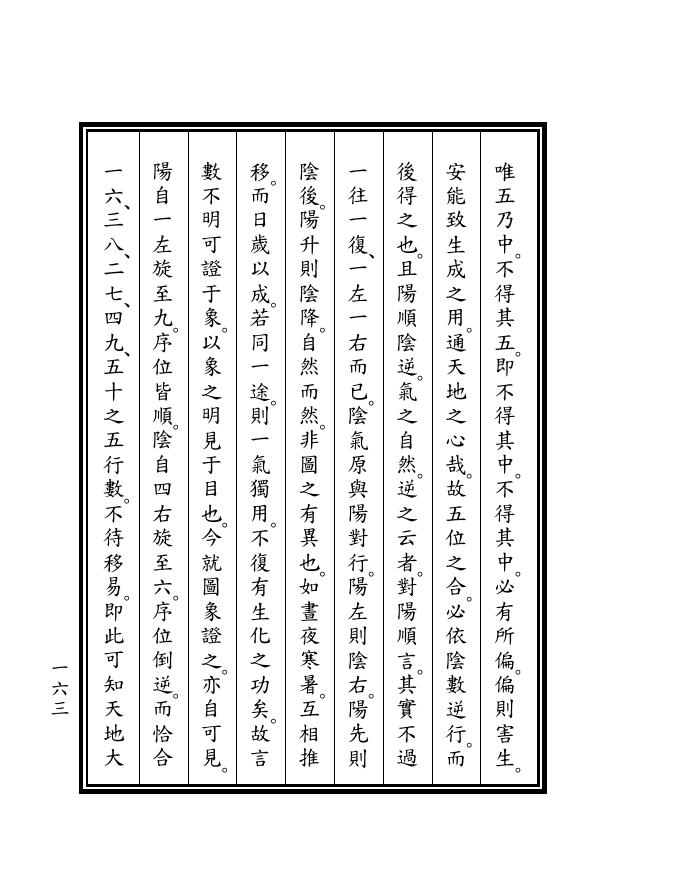 唯五乃中。不得其五。即不得其中。不得其中。必有所偏。偏則害生。
安能致生成之用。通天地之心哉。故五位之合。必依陰數逆行。而
後得之也。且陽順陰逆。氣之自然。逆之云者。對陽順言。其實不過
一往一復、一左一右而已。陰氣原與陽對行。陽左則陰右。陽先則
陰後。陽升則陰降。自然而然。非圖之有異也。如晝夜寒暑。互相推
移。而日歲以成。若同一途。則一氣獨用。不復有生化之功矣。故言
數不明可證于象。以象之明見于目也。今就圖象證之。亦自可見。
陽自一左旋至九。序位皆順。陰自四右旋至六。序位倒逆。而恰合
一六、三八、二七、四九、五十之五行數。不待移易。即此可知天地大
一六三